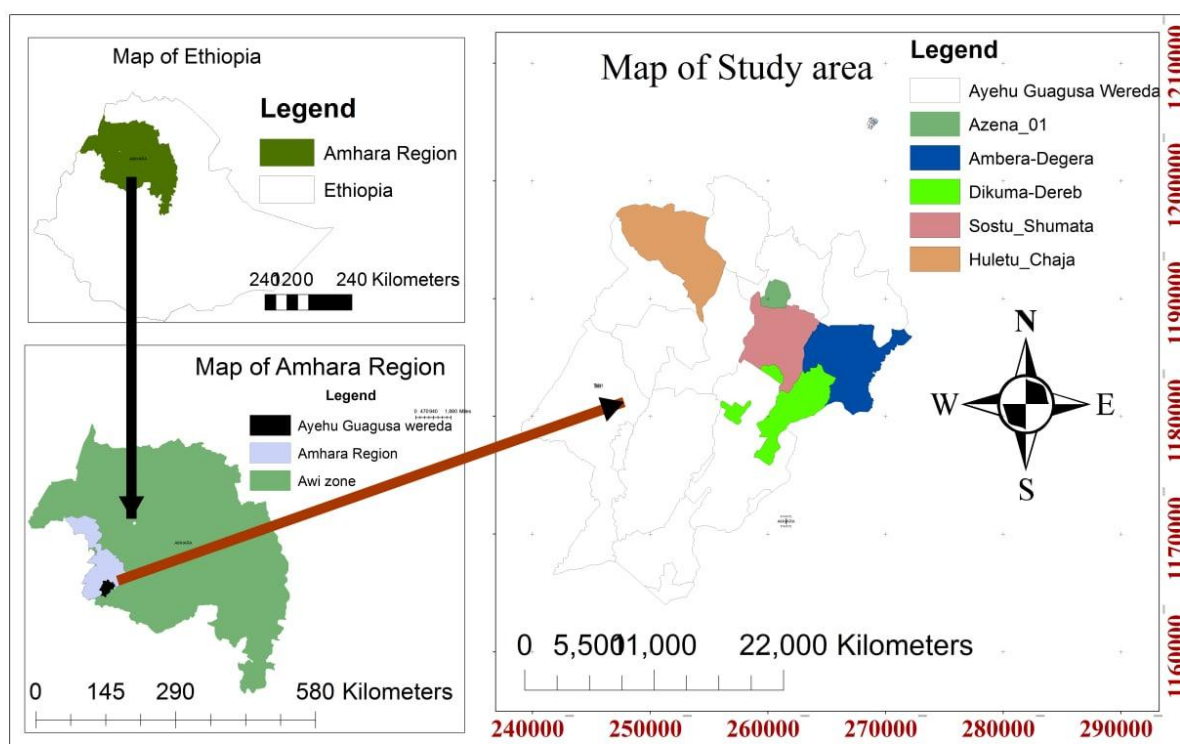 Map of Ethiopia
Legend
Amhara Region
Ethiopia
240 1200 240 Kilometers
Map of Amhara Region
Legend
Ayehu Guagusa wereda
Amhara Region
Awi zone
0 145 290 580 Kilometers
Map of Study area
Legend
Ayehu Guagusa Wereda
Azena_01
Ambera-Degera
Dikuma-Dereb
Sostu_Shumata
Huletu_Chaja
N
W E
S
0 5,500 11,000 22,000 Kilometers
240000 250000 260000 270000 280000 290000
1210000
1200000
1190000
1180000
1170000
1160000